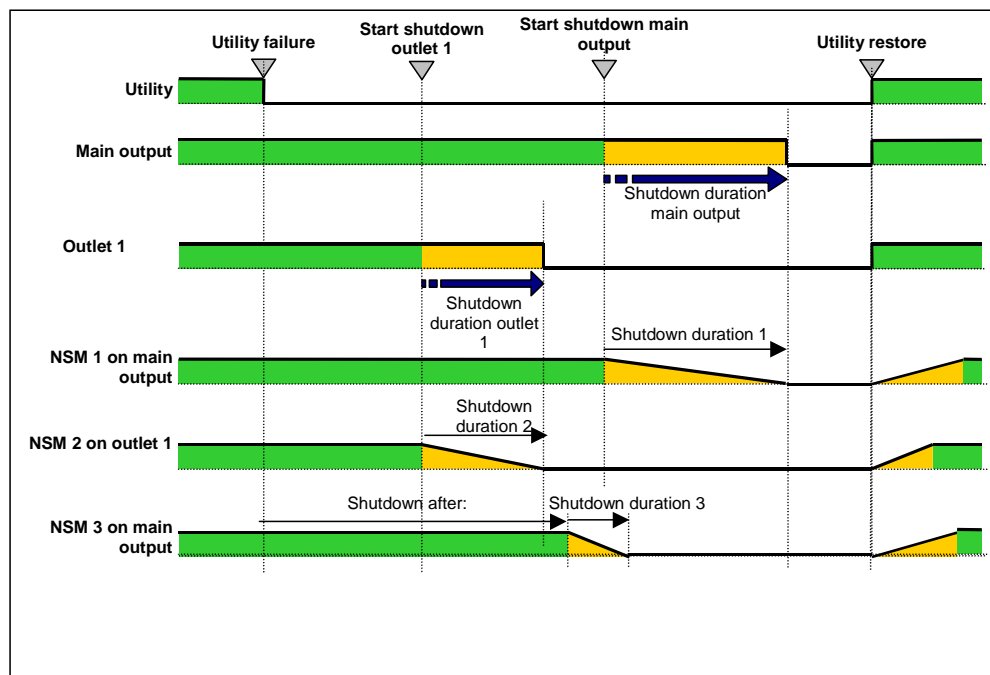 Utility failure
Start shutdown
outlet 1
Start shutdown main
output
Utility restore
Utility
Main output
Shutdown duration
main output
Outlet 1
Shutdown
duration outlet
1
Shutdown duration 1
NSM 1 on main
output
Shutdown
duration 2
NSM 2 on outlet 1
Shutdown after:
Shutdown duration 3
NSM 3 on main
output